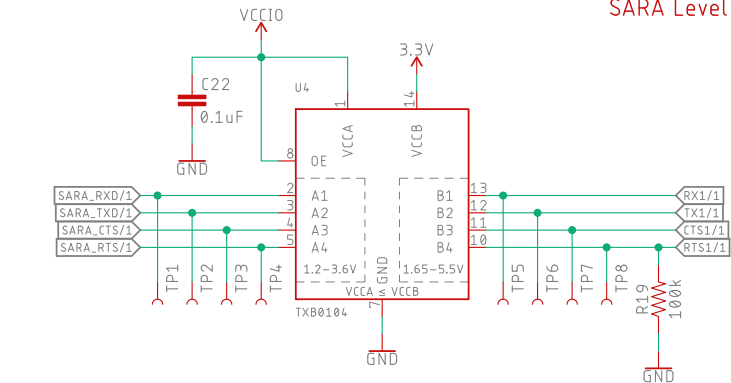 SARA Level
VCCIO
3.3V
C22
0.1uF
GND
U4
1
14
VCCA
VCCB
8
OE
SARA_RXD/1
2
A1
B1
13
RX1/1
SARA_TXD/1
3
A2
B2
12
TX1/1
SARA_CTS/1
4
A3
B3
11
CTS1/1
SARA_RTS/1
5
A4
B4
10
RTS1/1
1.2-3.6V
GND
1.65-5.5V
VCCA ≤ VCCB
7
TXB0104
TP1
TP2
TP3
TP4
TP5
TP6
TP7
TP8
R19
100k
GND
GND